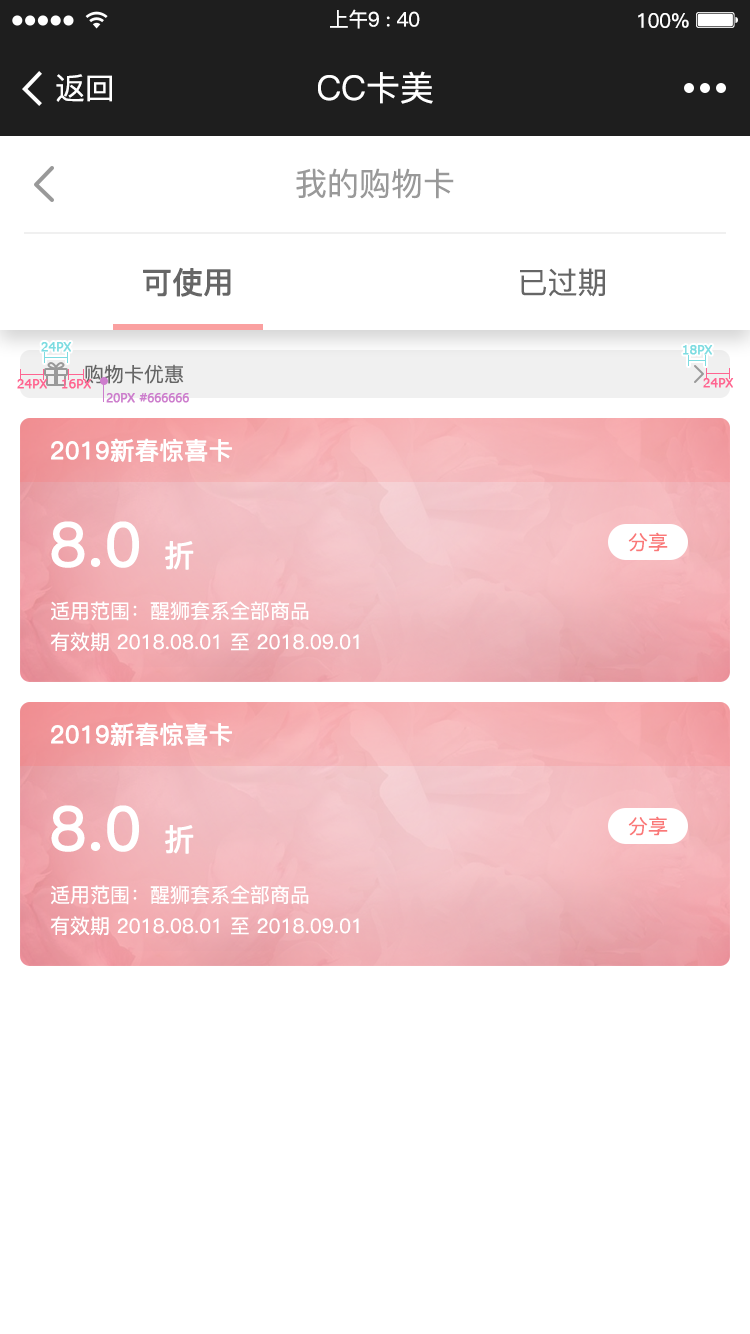 上午9 : 40
100%
返回
CC卡美
我的购物卡
可使用
已过期
24PX
18PX
购物卡优惠
24PX
16PX
24PX
20PX #666666
2019新春惊喜卡
8.0 折
分享
适用范围：醒狮套系全部商品
有效期 2018.08.01 至 2018.09.01
2019新春惊喜卡
8.0 折
分享
适用范围：醒狮套系全部商品
有效期 2018.08.01 至 2018.09.01